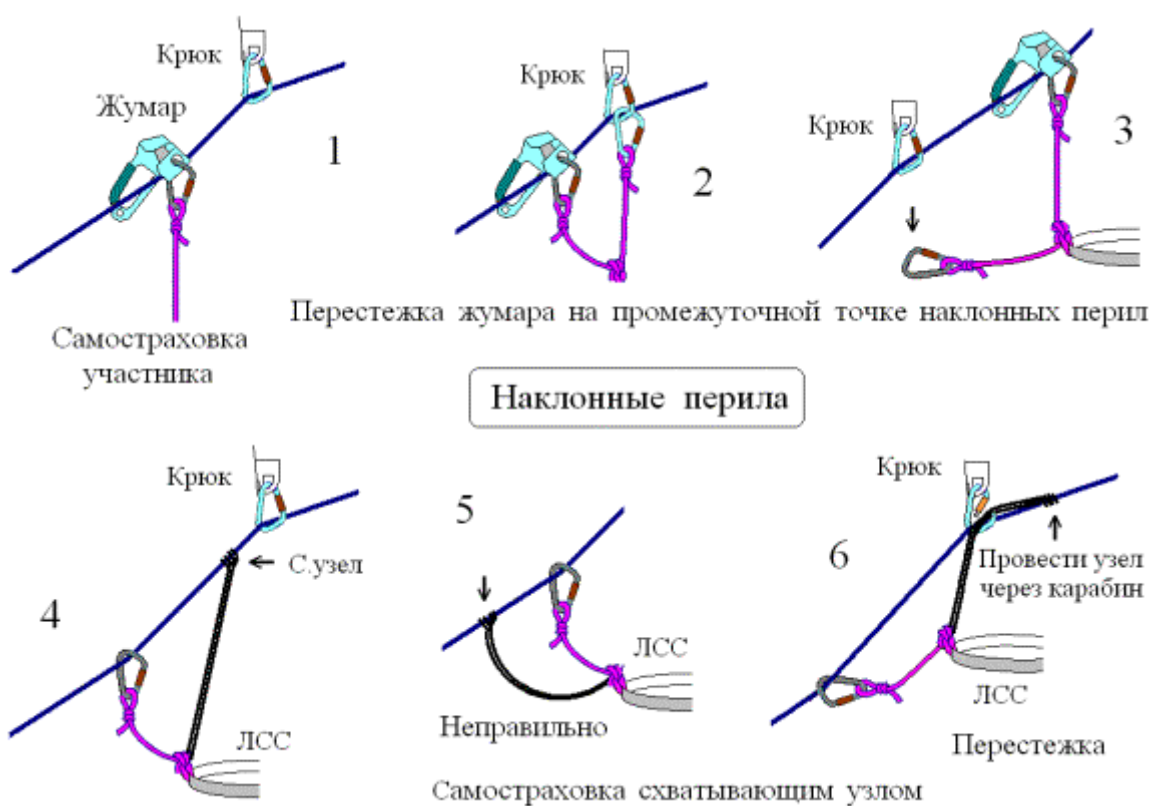 Крюк
Жумар
1
Самостраховка
участника
Крюк
2
Крюк
3
Перестежка жумара на промежуточной точке наклонных перил
Наклонные перила
Крюк
С.узел
4
ЛСС
5
ЛСС
Неправильно
Крюк
6
Провести узел
через карабин
ЛСС
Перестежка
Самостраховка схватывающим узлом